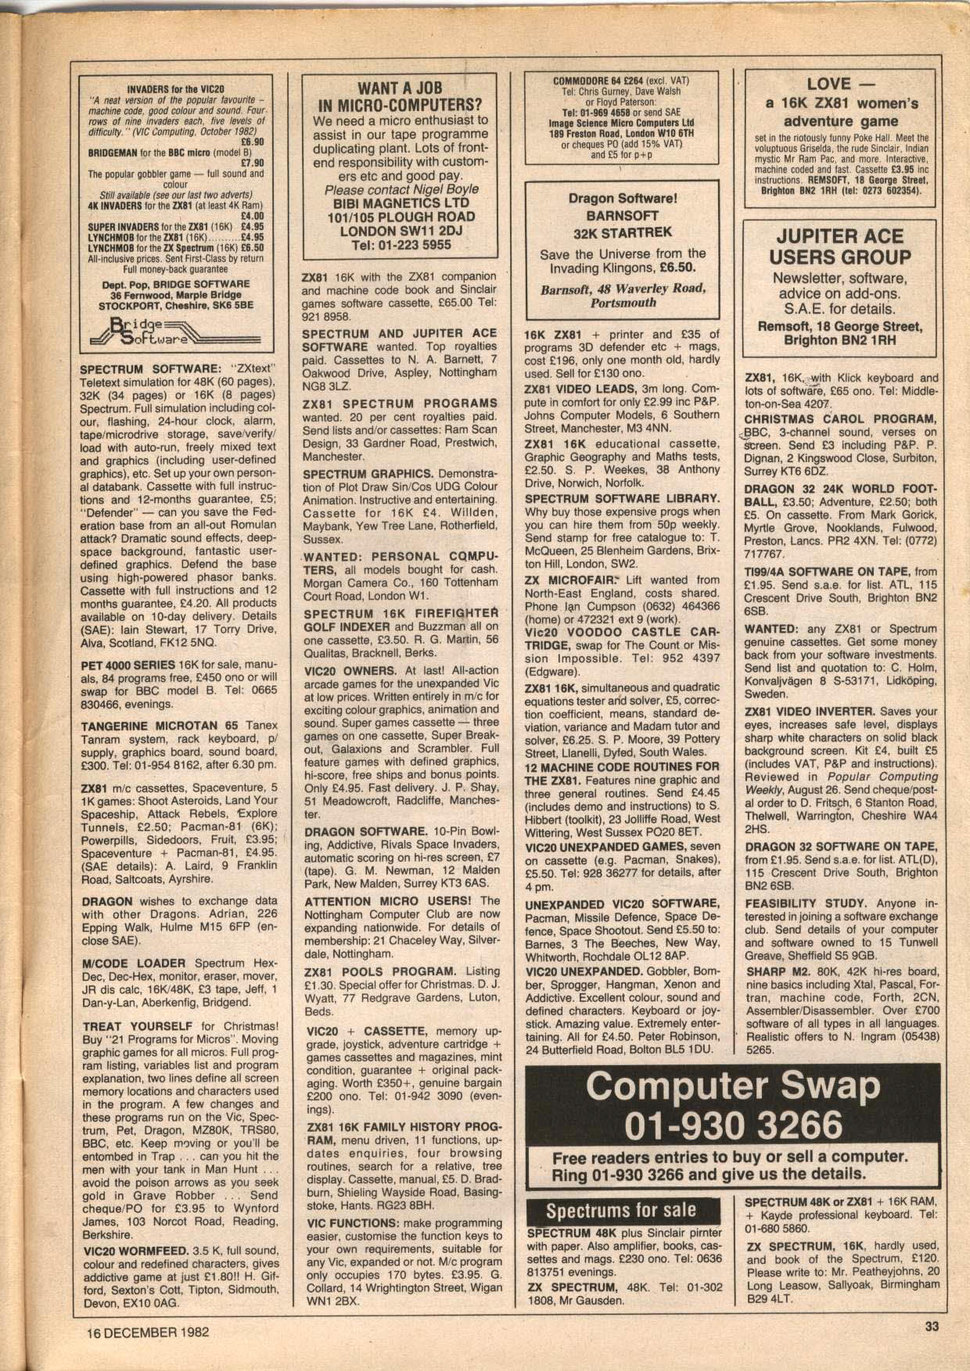 INVADERS for the VIC20
"A neat version of the popular favourite –
machine code, good colour and sound. Four
rows of nine invaders each, five levels of
difficulty." (VIC Computing, October 1982)
£6.90
BRIDGEMAN for the BBC micro (model B)
£7.90
The popular gobbler game — full sound and
colour
Still available (see our last two adverts)
4K INVADERS for the ZX81 (at least 4K Ram)
£4.00
SUPER INVADERS for the ZX81 (16K) £4.95
LYNCHMOB for the ZX81 (16K)..........£4.95
LYNCHMOB for the ZX Spectrum (16K) £6.50
All-inclusive prices. Sent First-Class by return
Full money-back guarantee
Dept. Pop, BRIDGE SOFTWARE
36 Fernwood, Marple Bridge
STOCKPORT, Cheshire, SK6 5BE
Bridge
Software
SPECTRUM SOFTWARE: "ZXtext"
Teletext simulation for 48K (60 pages),
32K (34 pages) or 16K (8 pages)
Spectrum. Full simulation including col-
our, flashing, 24-hour clock, alarm,
tape/microdrive storage, save/verify/
load with auto-run, freely mixed text
and graphics (including user-defined
graphics), etc. Set up your own person-
al databank. Cassette with full instruc-
tions and 12-months guarantee, £5;
"Defender" — can you save the Fed-
eration base from an all-out Romulan
attack? Dramatic sound effects, deep-
space background, fantastic user-
defined graphics. Defend the base
using high-powered phasor banks.
Cassette with full instructions and 12
months guarantee, £4.20. All products
available on 10-day delivery. Details
(SAE): Iain Stewart, 17 Torry Drive,
Alva, Scotland, FK12 5NQ.
PET 4000 SERIES 16K for sale, manu-
als, 84 programs free, £450 ono or will
swap for BBC model B. Tel: 0665
830466, evenings.
TANGERINE MICROTAN 65 Tanex
Tanram system, rack keyboard, p/
supply, graphics board, sound board,
£300. Tel: 01-954 8162, after 6.30 pm.
ZX81 m/c cassettes, Spaceventure, 5
1K games: Shoot Asteroids, Land Your
Spaceship, Attack Rebels, Explore
Tunnels, £2.50; Pacman-81 (6K);
Powerpills, Sidedoors, Fruit, £3.95;
Spaceventure + Pacman-81, £4.95.
(SAE details): A. Laird, 9 Franklin
Road, Saltcoats, Ayrshire.
DRAGON wishes to exchange data
with other Dragons. Adrian, 226
Epping Walk, Hulme M15 6FP (en-
close SAE).
M/CODE LOADER Spectrum Hex-
Dec, Dec-Hex, monitor, eraser, mover,
JR dis calc, 16K/48K, £3 tape, Jeff, 1
Dan-y-Lan, Aberkenfig, Bridgend.
TREAT YOURSELF for Christmas!
Buy "21 Programs for Micros". Moving
graphic games for all micros. Full prog-
ram listing, variables list and program
explanation, two lines define all screen
memory locations and characters used
in the program. A few changes and
these programs run on the Vic, Spec-
trum, Pet, Dragon, MZ80K, TRS80,
BBC, etc. Keep moving or you'll be
entombed in Trap . . . can you hit the
men with your tank in Man Hunt . . .
avoid the poison arrows as you seek
gold in Grave Robber . . . Send
cheque/PO for £3.95 to Wynford
James, 103 Norcot Road, Reading,
Berkshire.
VIC20 WORMFEED. 3.5 K, full sound,
colour and redefined characters, gives
addictive game at just £1.80!! H. Gif-
ford, Sexton's Cott, Tipton, Sidmouth,
Devon, EX10 0AG.
WANT A JOB
IN MICRO-COMPUTERS?
We need a micro enthusiast to
assist in our tape programme
duplicating plant. Lots of front-
end responsibility with custom-
ers etc and good pay.
Please contact Nigel Boyle
BIBI MAGNETICS LTD
101/105 PLOUGH ROAD
LONDON SW11 2DJ
Tel: 01-223 5955
ZX81 16K with the ZX81 companion
and machine code book and Sinclair
games software cassette, £65.00 Tel:
921 8958.
SPECTRUM AND JUPITER ACE
SOFTWARE wanted. Top royalties
paid. Cassettes to N. A. Barnett, 7
Oakwood Drive, Aspley, Nottingham
NG8 3LZ.
ZX81 SPECTRUM PROGRAMS
wanted. 20 per cent royalties paid.
Send lists and/or cassettes: Ram Scan
Design, 33 Gardner Road, Prestwich,
Manchester.
SPECTRUM GRAPHICS. Demonstra-
tion of Plot Draw Sin/Cos UDG Colour
Animation. Instructive and entertaining.
Cassette for 16K £4. Willden,
Maybank, Yew Tree Lane, Rotherfield,
Sussex.
WANTED: PERSONAL COMPU-
TERS, all models bought for cash.
Morgan Camera Co., 160 Tottenham
Court Road, London W1.
SPECTRUM 16K FIREFIGHTER
GOLF INDEXER and Buzzman all on
one cassette, £3.50. R. G. Martin, 56
Qualitas, Bracknell, Berks.
VIC20 OWNERS. At last! All-action
arcade games for the unexpanded Vic
at low prices. Written entirely in m/c for
exciting colour graphics, animation and
sound. Super games cassette — three
games on one cassette, Super Break-
out, Galaxions and Scrambler. Full
feature games with defined graphics,
hi-score, free ships and bonus points.
Only £4.95. Fast delivery. J. P. Shay,
51 Meadowcroft, Radcliffe, Manches-
ter.
DRAGON SOFTWARE. 10-Pin Bowl-
ing, Addictive, Rivals Space Invaders,
automatic scoring on hi-res screen, £7
(tape). G. M. Newman, 12 Malden
Park, New Malden, Surrey KT3 6AS.
ATTENTION MICRO USERS! The
Nottingham Computer Club are now
expanding nationwide. For details of
membership: 21 Chaceley Way, Silver-
dale, Nottingham.
ZX81 POOLS PROGRAM. Listing
£1.30. Special offer for Christmas. D. J.
Wyatt, 77 Redgrave Gardens, Luton,
Beds.
VIC20 + CASSETTE, memory up-
grade, joystick, adventure cartridge +
games cassettes and magazines, mint
condition, guarantee + original pack-
aging. Worth £350+, genuine bargain
£200 ono. Tel: 01-942 3090 (even-
ings).
ZX81 16K FAMILY HISTORY PROG-
RAM, menu driven, 11 functions, up-
dates enquiries, four browsing
routines, search for a relative, tree
display. Cassette, manual, £5. D. Brad-
burn, Shieling Wayside Road, Basing-
stoke, Hants. RG23 8BH.
VIC FUNCTIONS: make programming
easier, customise the function keys to
your own requirements, suitable for
any Vic, expanded or not. M/c program
only occupies 170 bytes. £3.95. G.
Collard, 14 Wrightington Street, Wigan
WN1 2BX.
COMMODORE 64 £264 (excl. VAT)
Tel: Chris Gurney, Dave Walsh
or Floyd Paterson:
Tel: 01-969 4658 or send SAE
Image Science Micro Computers Ltd
189 Freston Road, London W10 6TH
or cheques PO (add 15% VAT)
and £5 for p+p
Dragon Software!
BARNSOFT
32K STARTREK
Save the Universe from the
Invading Klingons, £6.50.
Barnsoft, 48 Waverley Road,
Portsmouth
16K ZX81 + printer and £35 of
programs 3D defender etc + mags,
cost £196, only one month old, hardly
used. Sell for £130 ono.
ZX81 VIDEO LEADS, 3m long. Com-
pute in comfort for only £2.99 inc P&P.
Johns Computer Models, 6 Southern
Street, Manchester, M3 4NN.
ZX81 16K educational cassette,
Graphic Geography and Maths tests,
£2.50. S. P. Weekes, 38 Anthony
Drive, Norwich, Norfolk.
SPECTRUM SOFTWARE LIBRARY.
Why buy those expensive progs when
you can hire them from 50p weekly.
Send stamp for free catalogue to: T.
McQueen, 25 Blenheim Gardens, Brix-
ton Hill, London, SW2.
ZX MICROFAIR. Lift wanted from
North-East England, costs shared.
Phone Ian Cumpson (0632) 464366
(home) or 472321 ext 9 (work).
Vic20 VOODOO CASTLE CAR-
TRIDGE, swap for The Count or Mis-
sion Impossible. Tel: 952 4397
(Edgware).
ZX81 16K, simultaneous and quadratic
equations tester and solver, £5, correc-
tion coefficient, means, standard de-
viation, variance and Madam tutor and
solver, £6.25. S. P. Moore, 39 Pottery
Street, Llanelli, Dyfed, South Wales.
12 MACHINE CODE ROUTINES FOR
THE ZX81. Features nine graphic and
three general routines. Send £4.45
(includes demo and instructions) to S.
Hibbert (toolkit), 23 Jolliffe Road, West
Wittering, West Sussex PO20 8ET.
VIC20 UNEXPANDED GAMES, seven
on cassette (e.g. Pacman, Snakes),
£5.50. Tel: 928 36277 for details, after
4 pm.
UNEXPANDED VIC20 SOFTWARE,
Pacman, Missile Defence, Space De-
fence, Space Shootout. Send £5.50 to:
Barnes, 3 The Beeches, New Way,
Whitworth, Rochdale OL12 8AP.
VIC20 UNEXPANDED. Gobbler, Bom-
ber, Sprogger, Hangman, Xenon and
Addictive. Excellent colour, sound and
defined characters. Keyboard or joy-
stick. Amazing value. Extremely enter-
taining. All for £4.50. Peter Robinson,
24 Butterfield Road, Bolton BL5 1DU.
LOVE —
a 16K ZX81 women's
adventure game
set in the riotously funny Poke Hall. Meet the
voluptuous Griselda, the rude Sinclair, Indian
mystic Mr Ram Pac, and more. Interactive,
machine coded and fast. Cassette £3.95 inc
instructions. REMSOFT, 18 George Street,
Brighton BN2 1RH (tel: 0273 602354).
JUPITER ACE
USERS GROUP
Newsletter, software,
advice on add-ons.
S.A.E. for details.
Remsoft, 18 George Street,
Brighton BN2 1RH
ZX81, 16K, with Klick keyboard and
lots of software, £65 ono. Tel: Middle-
ton-on-Sea 4207.
CHRISTMAS CAROL PROGRAM,
BBC, 3-channel sound, verses on
screen. Send £3 including P&P. P.
Dignan, 2 Kingswood Close, Surbiton,
Surrey KT6 6DZ.
DRAGON 32 24K WORLD FOOT-
BALL, £3.50; Adventure, £2.50; both
£5. On cassette. From Mark Gorick,
Myrtle Grove, Nooklands, Fulwood,
Preston, Lancs. PR2 4XN. Tel: (0772)
717767.
TI99/4A SOFTWARE ON TAPE, from
£1.95. Send s.a.e. for list. ATL, 115
Crescent Drive South, Brighton BN2
6SB.
WANTED: any ZX81 or Spectrum
genuine cassettes. Get some money
back from your software investments.
Send list and quotation to: C. Holm,
Konvaljvägen 8 S-53171, Lidköping,
Sweden.
ZX81 VIDEO INVERTER. Saves your
eyes, increases safe level, displays
sharp white characters on solid black
background screen. Kit £4, built £5
(includes VAT, P&P and instructions).
Reviewed in Popular Computing
Weekly, August 26. Send cheque/post-
al order to D. Fritsch, 6 Stanton Road,
Thelwell, Warrington, Cheshire WA4
2HS.
DRAGON 32 SOFTWARE ON TAPE,
from £1.95. Send s.a.e. for list. ATL(D),
115 Crescent Drive South, Brighton
BN2 6SB.
FEASIBILITY STUDY. Anyone in-
terested in joining a software exchange
club. Send details of your computer
and software owned to 15 Tunwell
Greave, Sheffield S5 9GB.
SHARP M2. 80K, 42K hi-res board,
nine basics including Xtal, Pascal, For-
tran, machine code, Forth, 2CN,
Assembler/Disassembler. Over £700
software of all types in all languages.
Realistic offers to N. Ingram (05438)
5265.
Computer Swap
01-930 3266
Free readers entries to buy or sell a computer.
Ring 01-930 3266 and give us the details.
Spectrums for sale
SPECTRUM 48K plus Sinclair pirnter
with paper. Also amplifier, books, cas-
settes and mags. £230 ono. Tel: 0636
813751 evenings.
ZX SPECTRUM, 48K. Tel: 01-302
1808, Mr Gausden.
SPECTRUM 48K or ZX81 + 16K RAM,
+ Kayde professional keyboard. Tel:
01-680 5860.
ZX SPECTRUM, 16K, hardly used,
and book of the Spectrum, £120.
Please write to: Mr. Peatheyjohns, 20
Long Leasow, Sallyoak, Birmingham
B29 4LT.
16 DECEMBER 1982
33